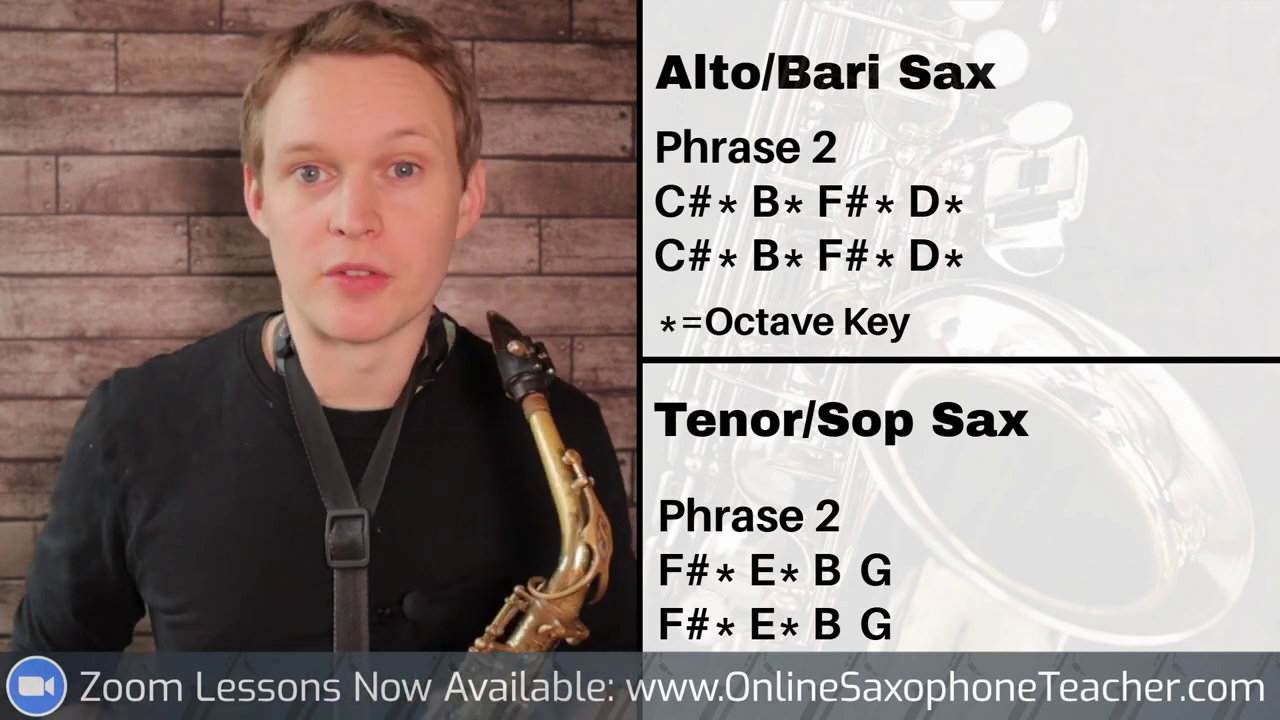 Alto/Bari Sax
Phrase 2
C#* B* F#* D*
C#* B* F#* D*
*=Octave Key
Tenor/Sop Sax
Phrase 2
F#* E* B G
F#* E* B G
Zoom Lessons Now Available: www.OnlineSaxophoneTeacher.com